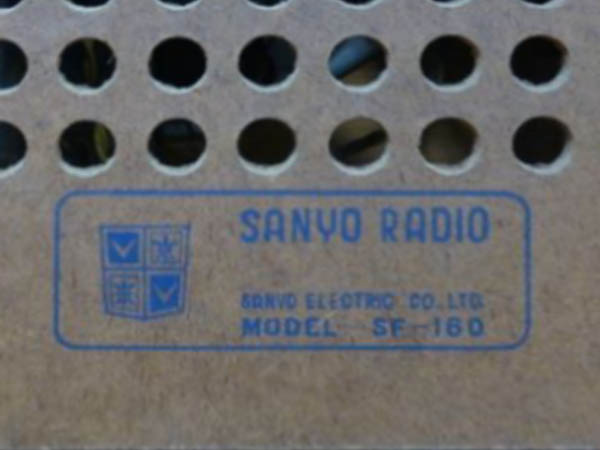 SANYO RADIO
SANYO ELECTRIC CO.,LTD.
MODEL SF-160